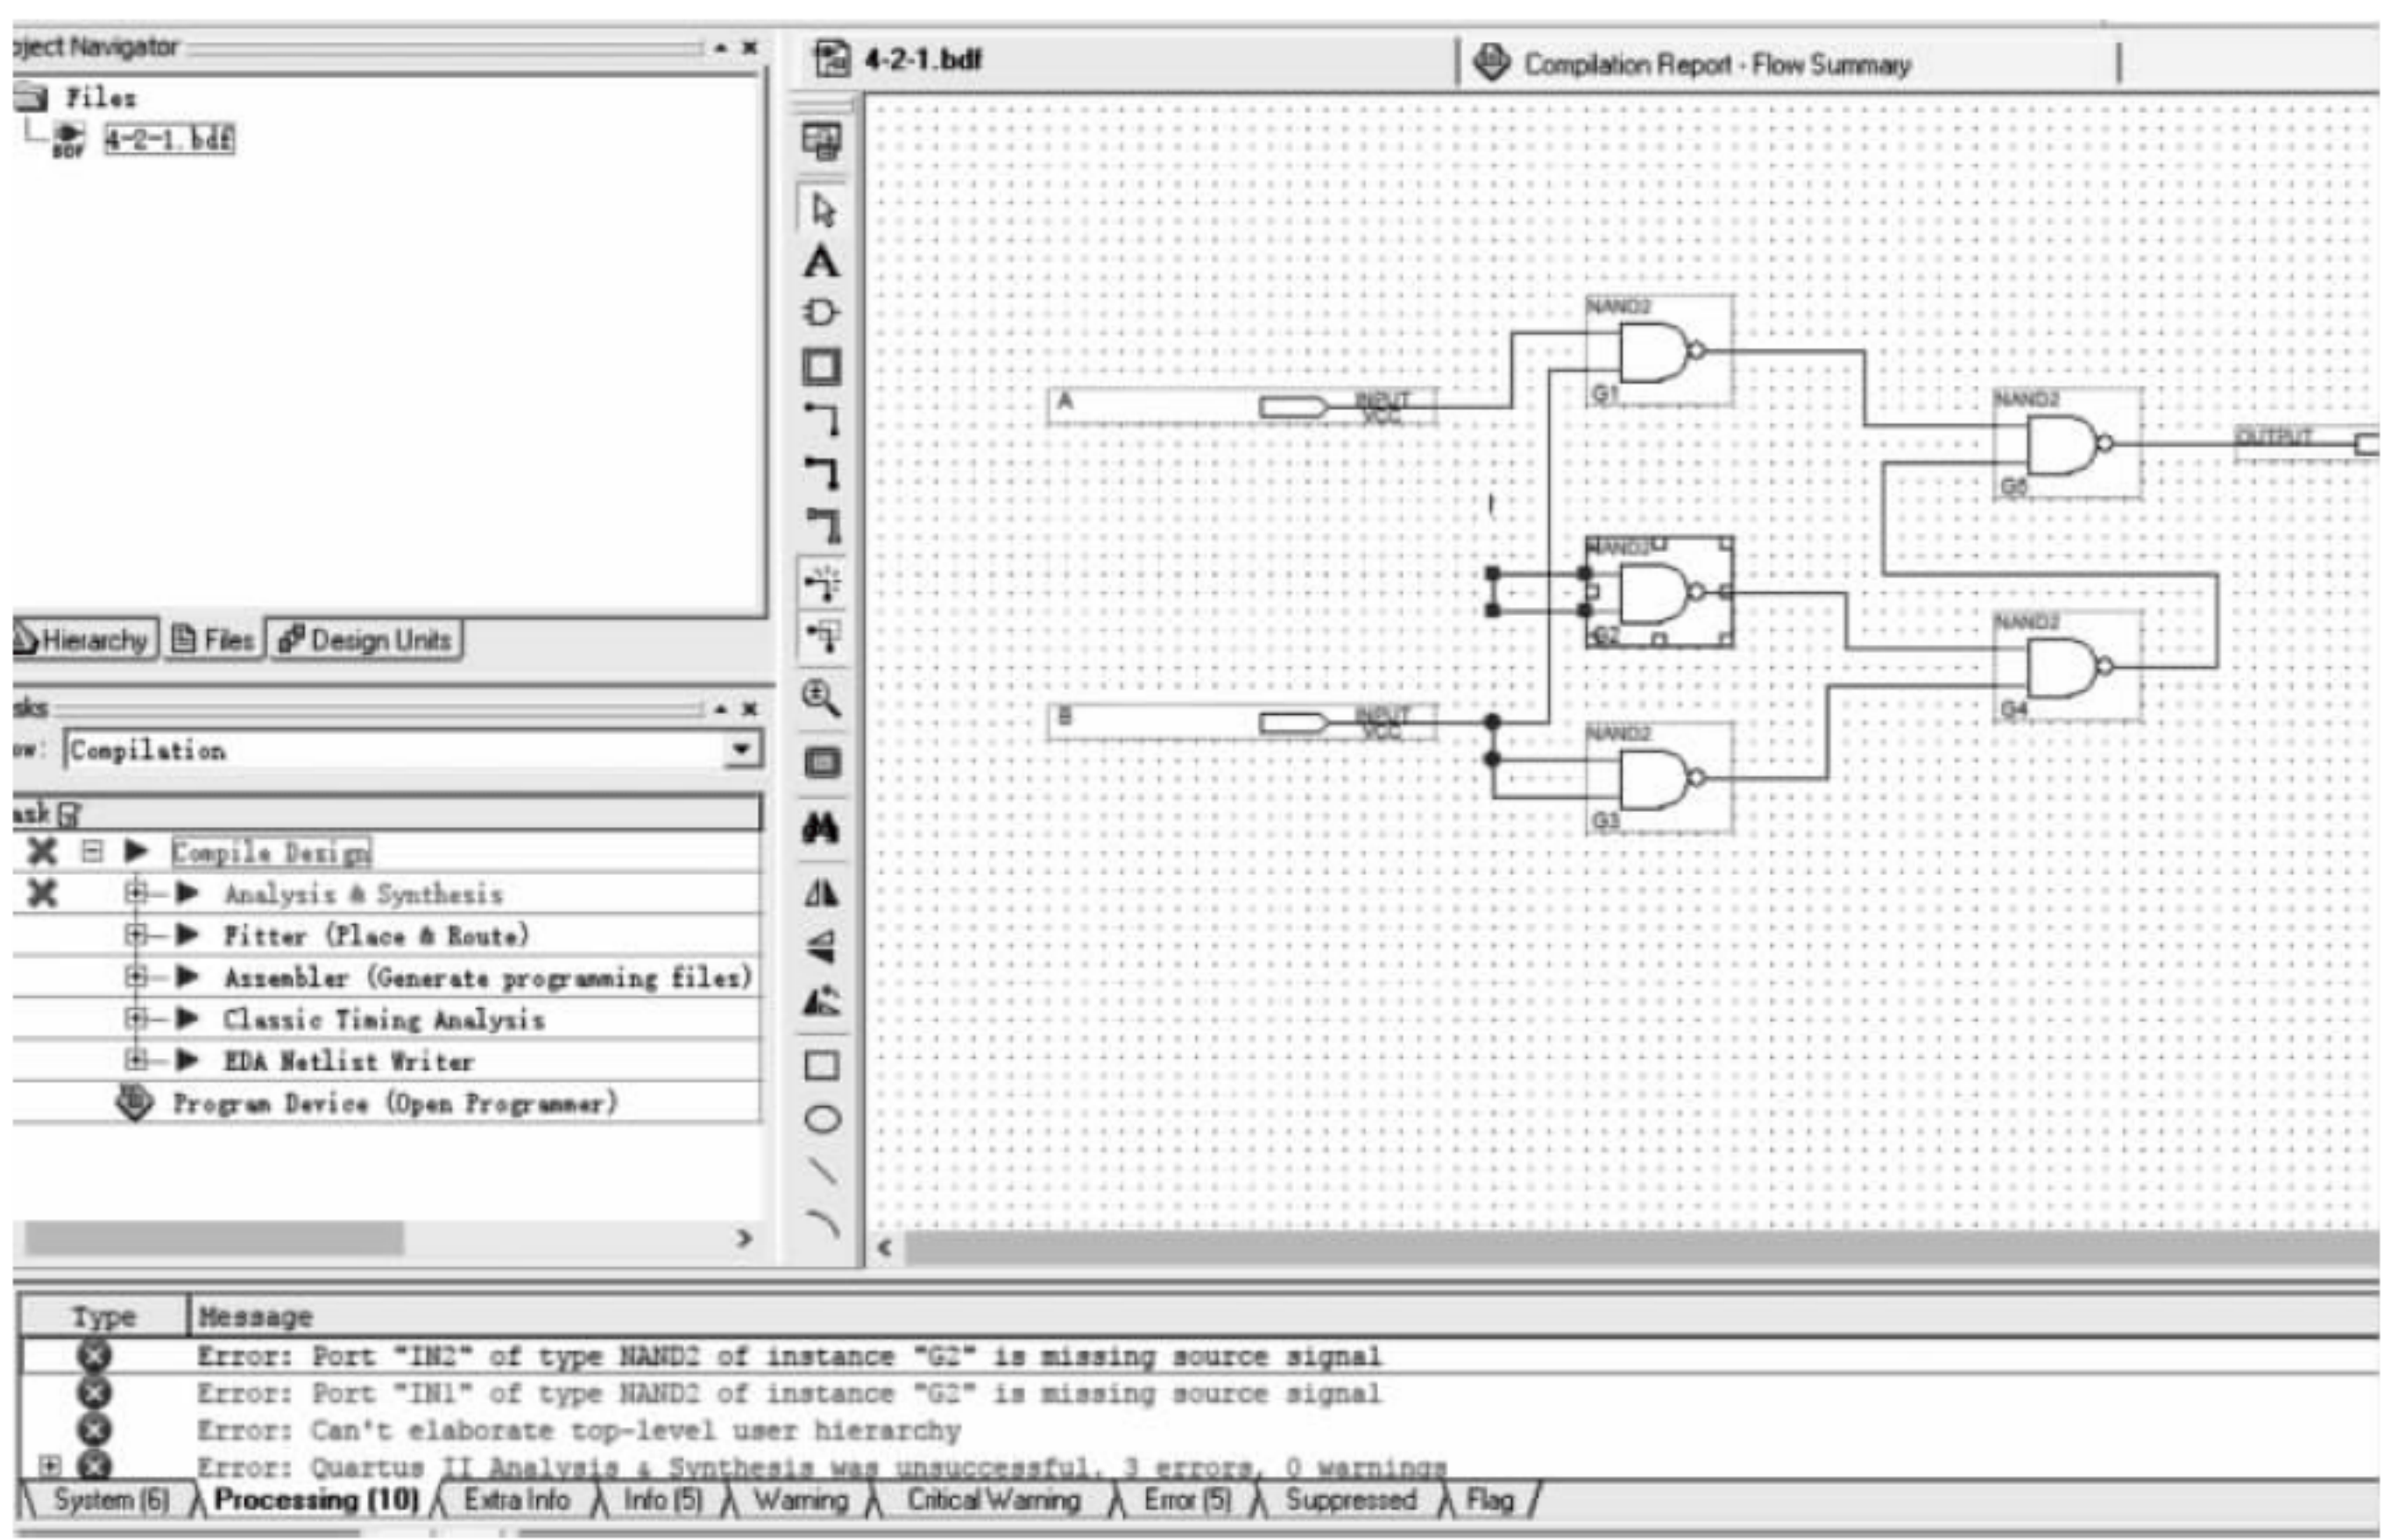 oject Navigator
Files
4-2-1.bdf
Hierarchy Files Design Units
sks
ow: Compilation
ask
Compile Design
Analysis & Synthesis
Fitter (Place & Route)
Assembler (Generate programming files)
Classic Timing Analysis
EDA Netlist Writer
Program Device (Open Programmer)
4-2-1.bdf
Compilation Report - Flow Summary
A
INPUT
VCC
NAND2
G1
NAND2
G5
OUTPUT
NAND2
G2
B
INPUT
VCC
NAND2
G3
NAND2
G4
Type Message
Error: Port "IN2" of type NAND2 of instance "G2" is missing source signal
Error: Port "IN1" of type NAND2 of instance "G2" is missing source signal
Error: Can't elaborate top-level user hierarchy
Error: Quartus II Analysis & Synthesis was unsuccessful. 3 errors, 0 warnings
System (6) Processing (10) Extra Info Info (5) Warning Critical Warning Error (5) Suppressed Flag